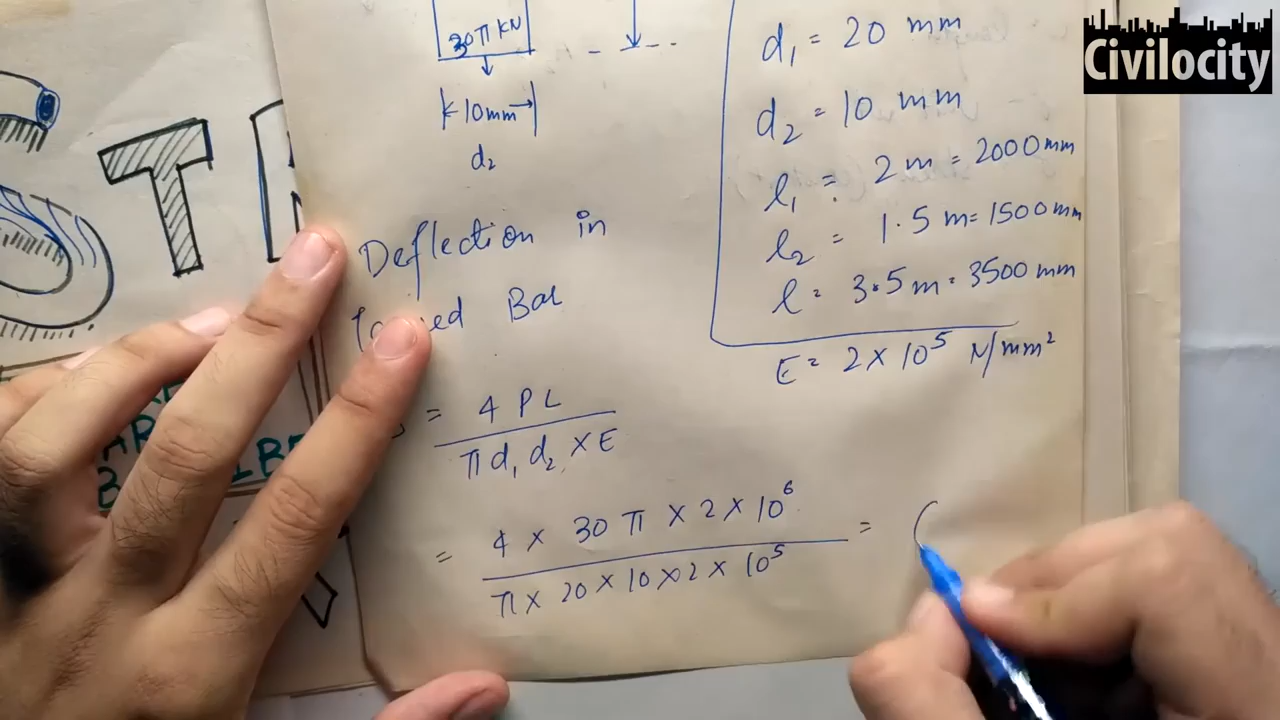 Civilocity
30π KN
10mm
d₂
d₁ = 20 mm
d₂ = 10 mm
l₁ = 2 m = 2000 mm
l₂ = 1.5 m = 1500 mm
l = 3.5 m = 3500 mm
E = 2 × 10⁵ N/mm²
Deflection in
Bar
= 4 PL / π d₁ d₂ × E
= 4 × 30 π × 2 × 10⁶ / π × 20 × 10 × 2 × 10⁵ =